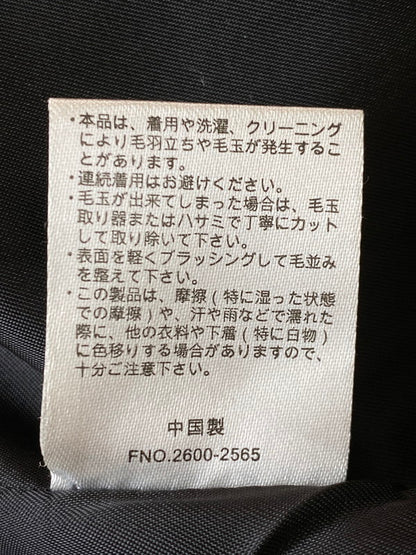 ・本品は、着用や洗濯、クリーニング
により毛羽立ちや毛玉が発生するこ
とがあります。
・連続着用はお避けください。
・毛玉が出来てしまった場合は、毛玉
取り器またはハサミで丁寧にカット
して取り除いて下さい。
・表面を軽くブラッシングして毛並み
を整えて下さい。
・この製品は、摩擦(特に湿った状態
での摩擦)や、汗や雨などで濡れた
際に、他の衣料や下着(特に白物)
に色移りする場合がありますので、
十分ご注意下さい。
中国製
FNO.2600-2565